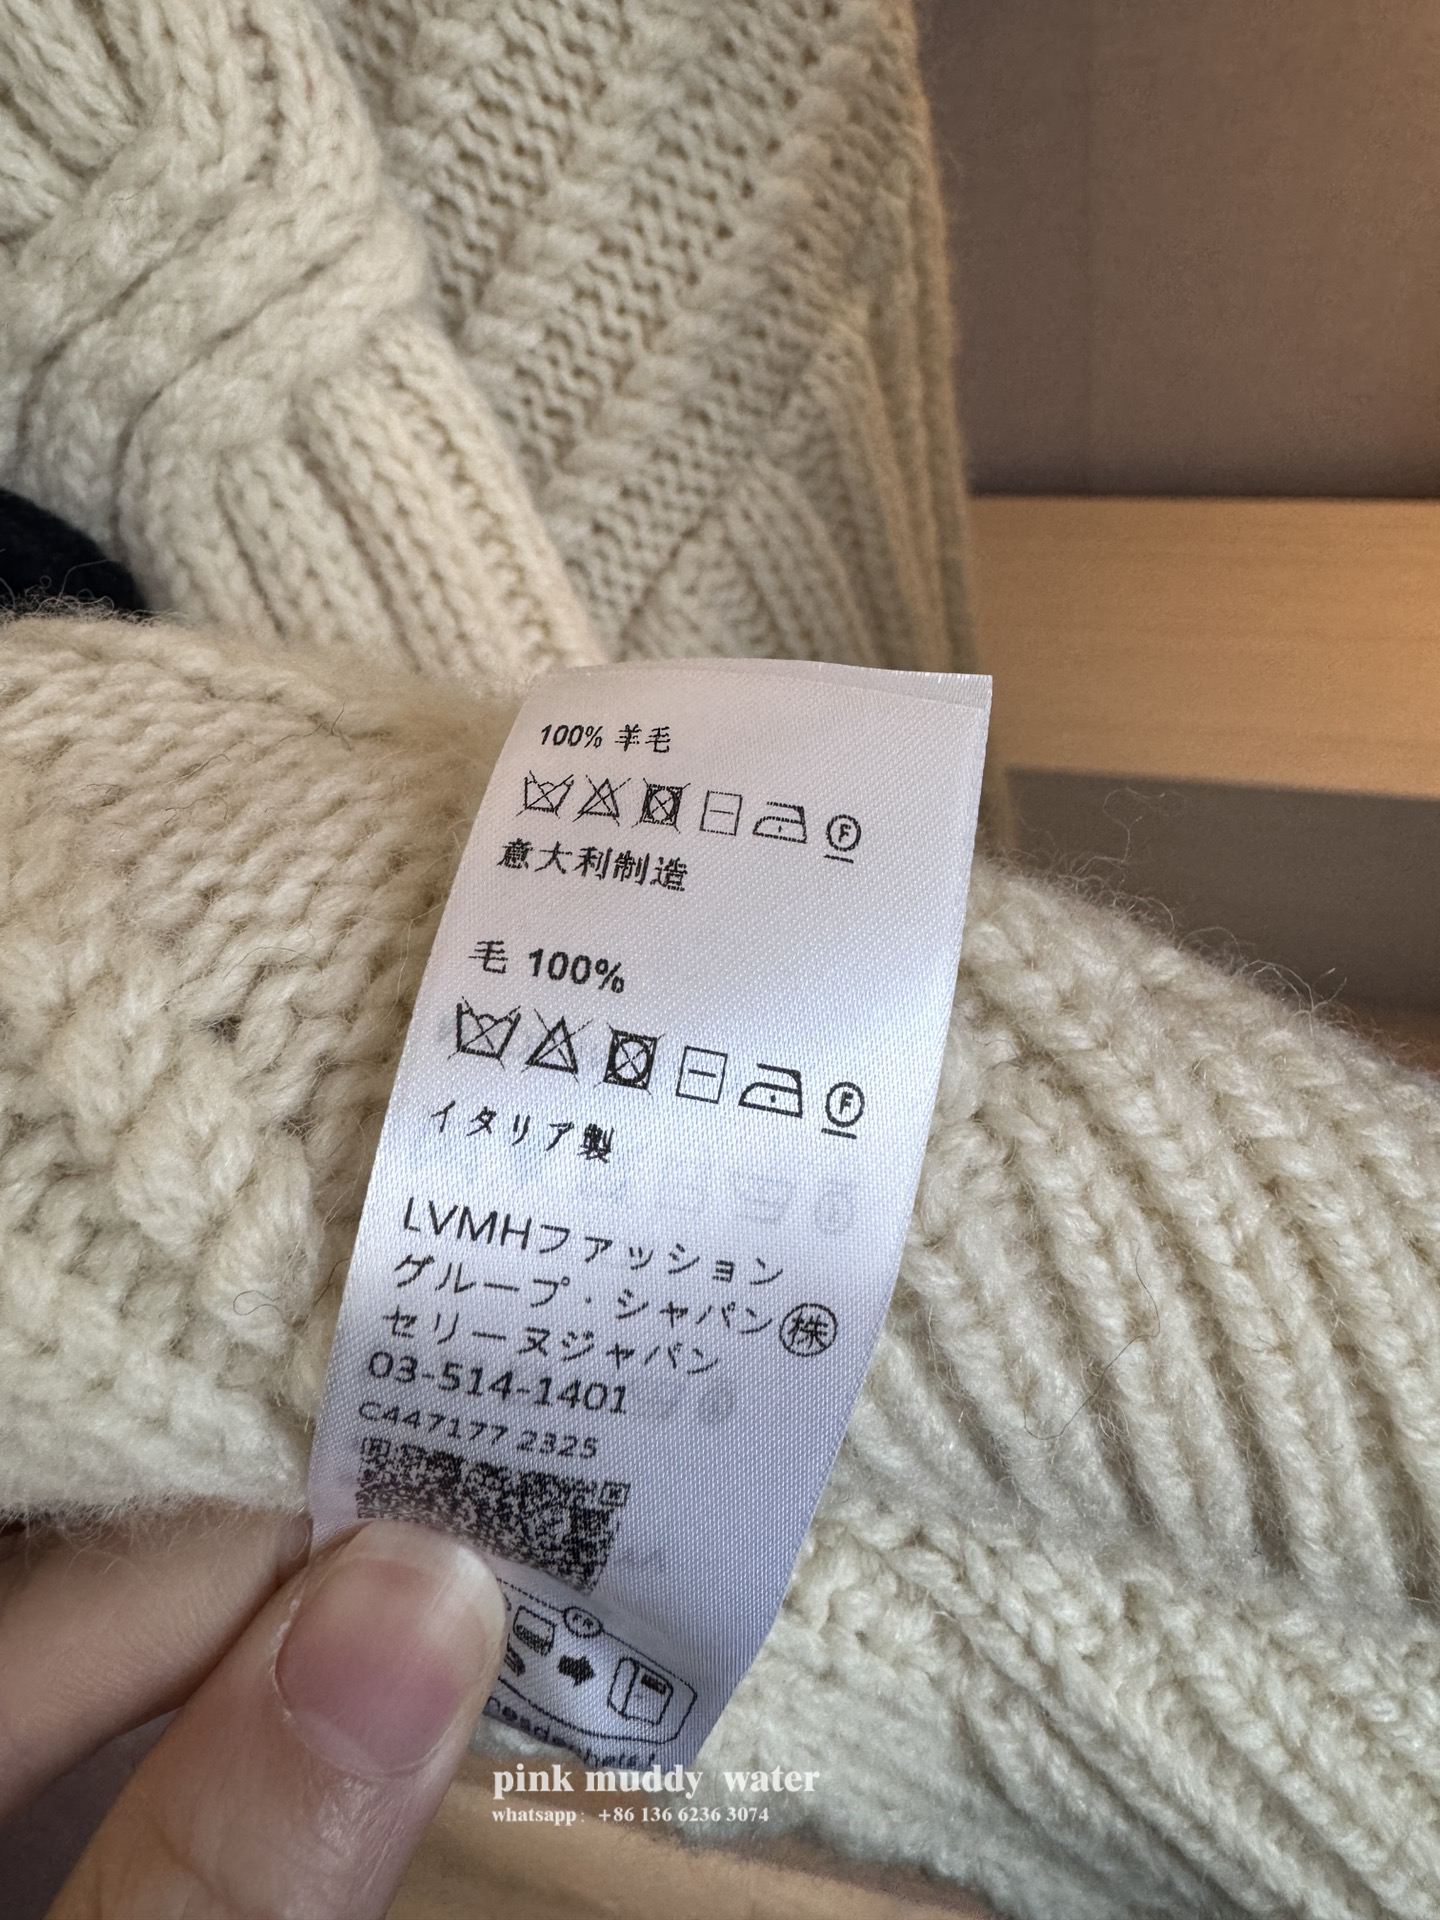 100% 羊毛
F
意大利制造
毛 100%
F
イタリア製
LVMHファッション
グループ・シャパン㊑
セリーヌジャパン
03-514-1401
C447177 2325
FR
pink muddy water
whatsapp: +86 136 6236 3074